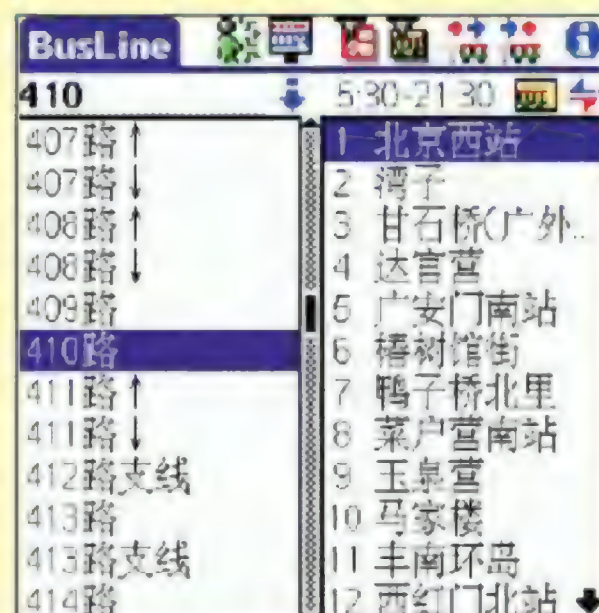 BusLine
410 5:30-21:30
407路↑
407路↓
408路↑
408路↓
409路
410路
411路↑
411路↓
412路支线
413路
413路支线
414路
1 北京西站
2 湾子
3 甘石桥(广外..
4 达官营
5 广安门南站
6 椿树馆街
7 鸭子桥北里
8 菜户营南站
9 玉泉营
10 马家楼
11 丰南环岛
12 西红门北站